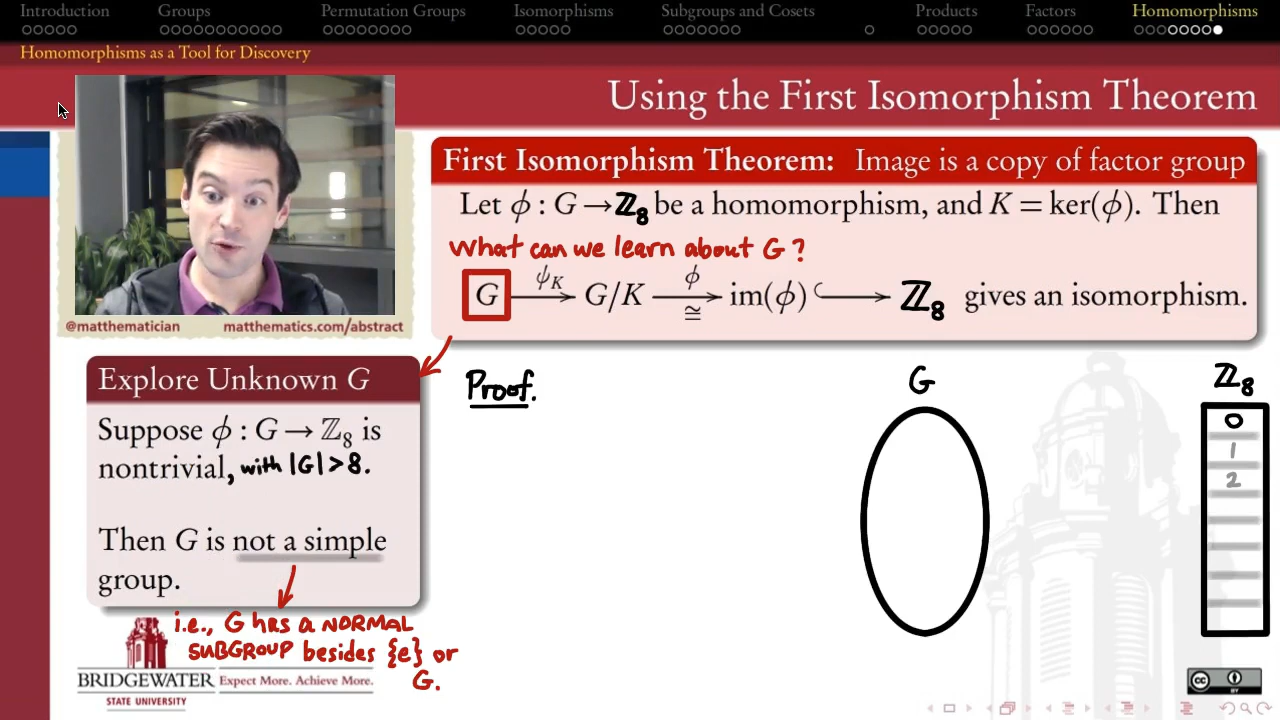 Introduction Groups Permutation Groups Isomorphisms Subgroups and Cosets Products Factors Homomorphisms
Homomorphisms as a Tool for Discovery
Using the First Isomorphism Theorem
First Isomorphism Theorem: Image is a copy of factor group
Let ϕ : G → ℤ₈ be a homomorphism, and K = ker(ϕ). Then
What can we learn about G?
G —ψ_K→ G/K —ϕ→ ≅ im(ϕ) ↪ ℤ₈ gives an isomorphism.
@matthematician matthematics.com/abstract
Explore Unknown G
Suppose ϕ : G → ℤ₈ is
nontrivial, with |G| > 8.
Then G is not a simple
group.
i.e., G has a NORMAL
SUBGROUP besides {e} or
G.
Proof.
G
ℤ₈
0
1
2
BRIDGEWATER
STATE UNIVERSITY
Expect More. Achieve More.
cc
BY